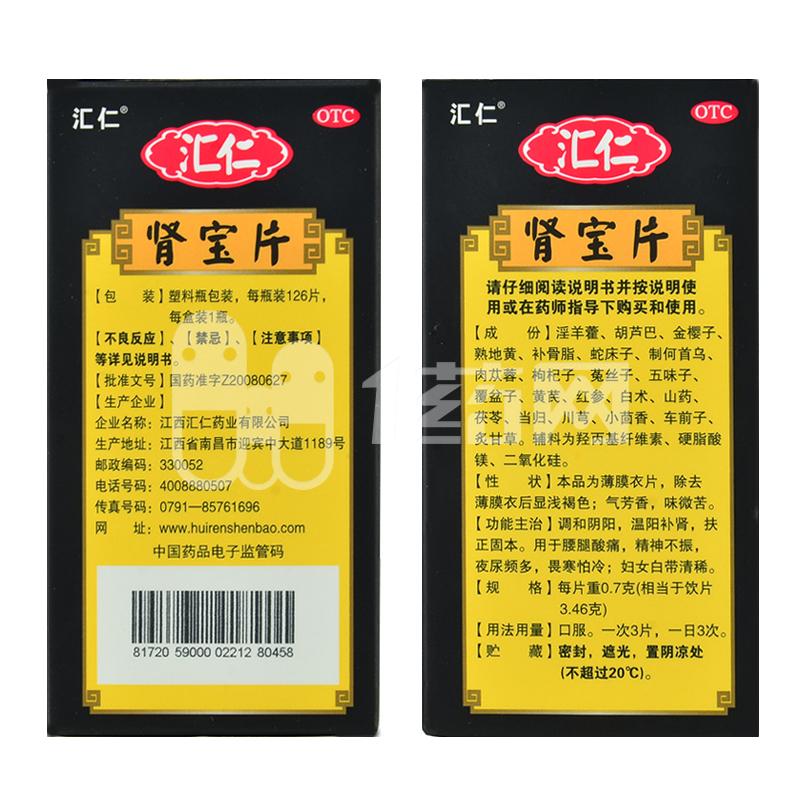 汇仁®
OTC
汇仁
肾宝片
【包 装】塑料瓶包装，每瓶装126片，
每盒装1瓶。
【不良反应】、【禁忌】、【注意事项】
等详见说明书。
【批准文号】国药准字Z20080627
【生产企业】
企业名称：江西汇仁药业有限公司
生产地址：江西省南昌市迎宾中大道1189号
邮政编码：330052
电话号码：4008880507
传真号码：0791—85761696
网 址：www.huirenshenbao.com
中国药品电子监管码
81720 59000 02212 80458
汇仁®
OTC
汇仁
肾宝片
请仔细阅读说明书并按说明使
用或在药师指导下购买和使用。
【成 份】淫羊藿、胡芦巴、金樱子、
熟地黄、补骨脂、蛇床子、制何首乌、
肉苁蓉、枸杞子、菟丝子、五味子、
覆盆子、黄芪、红参、白术、山药、
茯苓、当归、川芎、小茴香、车前子、
炙甘草。辅料为羟丙基纤维素、硬脂酸
镁、二氧化硅。
【性 状】本品为薄膜衣片，除去
薄膜衣后显浅褐色；气芳香，味微苦。
【功能主治】调和阴阳，温阳补肾，扶
正固本。用于腰腿酸痛，精神不振，
夜尿频多，畏寒怕冷；妇女白带清稀。
【规 格】每片重0.7克(相当于饮片
3.46克)
【用法用量】口服。一次3片，一日3次。
【贮 藏】密封，遮光，置阴凉处
(不超过20℃)。
1药网